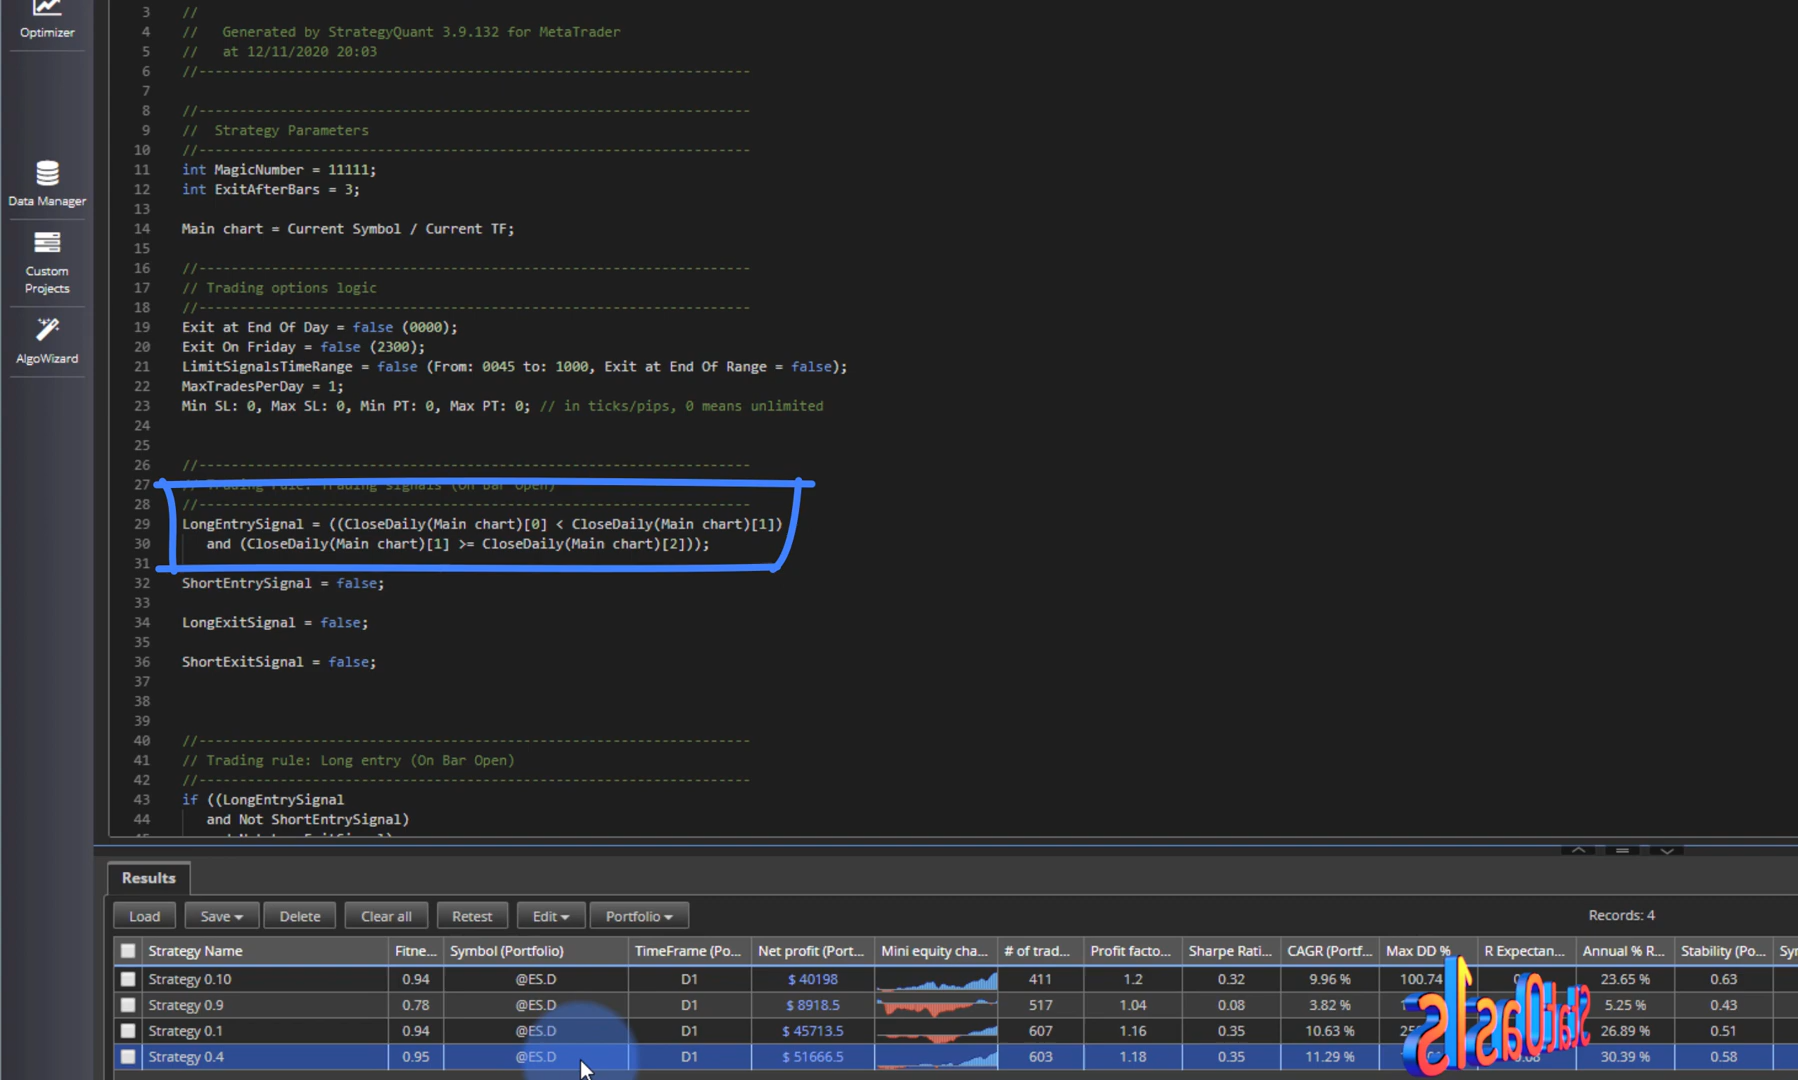 Optimizer
Data Manager
Custom
Projects
AlgoWizard
3 //
4 // Generated by StrategyQuant 3.9.132 for MetaTrader
5 // at 12/11/2020 20:03
6 //--------------------------------------------------------------------
7
8 //--------------------------------------------------------------------
9 // Strategy Parameters
10 //--------------------------------------------------------------------
11 int MagicNumber = 11111;
12 int ExitAfterBars = 3;
13
14 Main chart = Current Symbol / Current TF;
15
16 //--------------------------------------------------------------------
17 // Trading options logic
18 //--------------------------------------------------------------------
19 Exit at End Of Day = false (0000);
20 Exit On Friday = false (2300);
21 LimitSignalsTimeRange = false (From: 0045 to: 1000, Exit at End Of Range = false);
22 MaxTradesPerDay = 1;
23 Min SL: 0, Max SL: 0, Min PT: 0, Max PT: 0; // in ticks/pips, 0 means unlimited
24
25
26 //--------------------------------------------------------------------
27 // Trading rule: Trading signals (On Bar Open)
28 //--------------------------------------------------------------------
29 LongEntrySignal = ((CloseDaily(Main chart)[0] < CloseDaily(Main chart)[1])
30 and (CloseDaily(Main chart)[1] >= CloseDaily(Main chart)[2]));
31
32 ShortEntrySignal = false;
33
34 LongExitSignal = false;
35
36 ShortExitSignal = false;
37
38
39
40 //--------------------------------------------------------------------
41 // Trading rule: Long entry (On Bar Open)
42 //--------------------------------------------------------------------
43 if ((LongEntrySignal
44 and Not ShortEntrySignal)
Results
Load Save Delete Clear all Retest Edit Portfolio Records: 4
Strategy Name Fitne... Symbol (Portfolio) TimeFrame (Po... Net profit (Port... Mini equity cha... # of trad... Profit facto... Sharpe Rati... CAGR (Portf... Max DD % R Expectan... Annual % R... Stability (Po... Syn
Strategy 0.10 0.94 @ES.D D1 $ 40198 411 1.2 0.32 9.96 % 100.74 23.65 % 0.63
Strategy 0.9 0.78 @ES.D D1 $ 8918.5 517 1.04 0.08 3.82 % 5.25 % 0.43
Strategy 0.1 0.94 @ES.D D1 $ 45713.5 607 1.16 0.35 10.63 % 26.89 % 0.51
Strategy 0.4 0.95 @ES.D D1 $ 51666.5 603 1.18 0.35 11.29 % 30.39 % 0.58